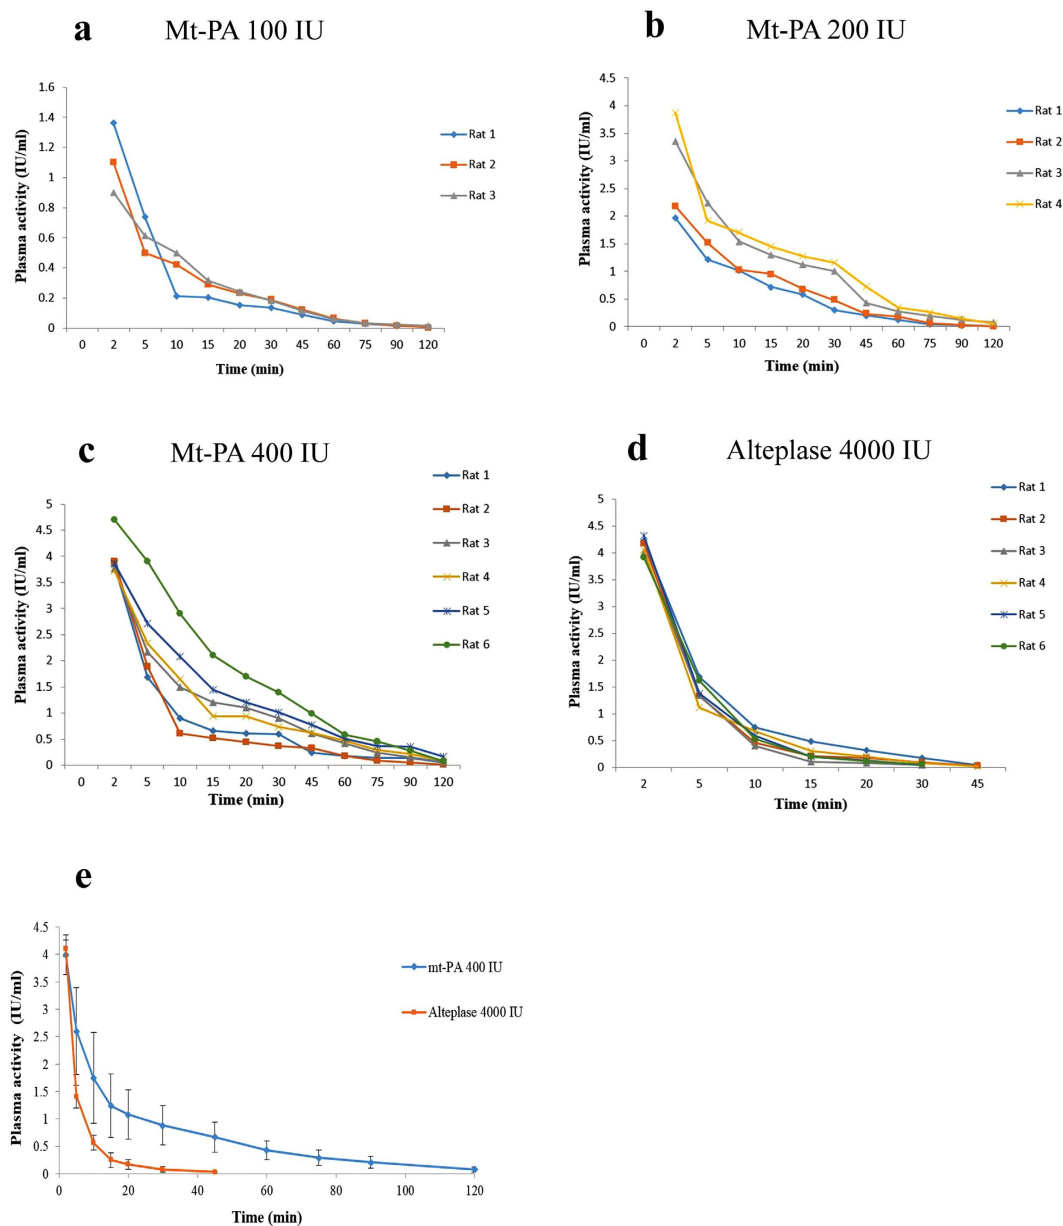 a
Mt-PA 100 IU
Plasma activity (IU/ml)
1.6
1.4
1.2
1
0.8
0.6
0.4
0.2
0
0 2 5 10 15 20 30 45 60 75 90 120
Time (min)
Rat 1
Rat 2
Rat 3
b
Mt-PA 200 IU
Plasma activity (IU/ml)
4.5
4
3.5
3
2.5
2
1.5
1
0.5
0
0 2 5 10 15 20 30 45 60 75 90 120
Time (min)
Rat 1
Rat 2
Rat 3
Rat 4
c
Mt-PA 400 IU
Plasma activity (IU/ml)
5
4.5
4
3.5
3
2.5
2
1.5
1
0.5
0
0 2 5 10 15 20 30 45 60 75 90 120
Time (min)
Rat 1
Rat 2
Rat 3
Rat 4
Rat 5
Rat 6
d
Alteplase 4000 IU
Plasma activity (IU/ml)
5
4.5
4
3.5
3
2.5
2
1.5
1
0.5
0
2 5 10 15 20 30 45
Time (min)
Rat 1
Rat 2
Rat 3
Rat 4
Rat 5
Rat 6
e
Plasma activity (IU/ml)
4.5
4
3.5
3
2.5
2
1.5
1
0.5
0
0 20 40 60 80 100 120
Time (min)
mt-PA 400 IU
Alteplase 4000 IU